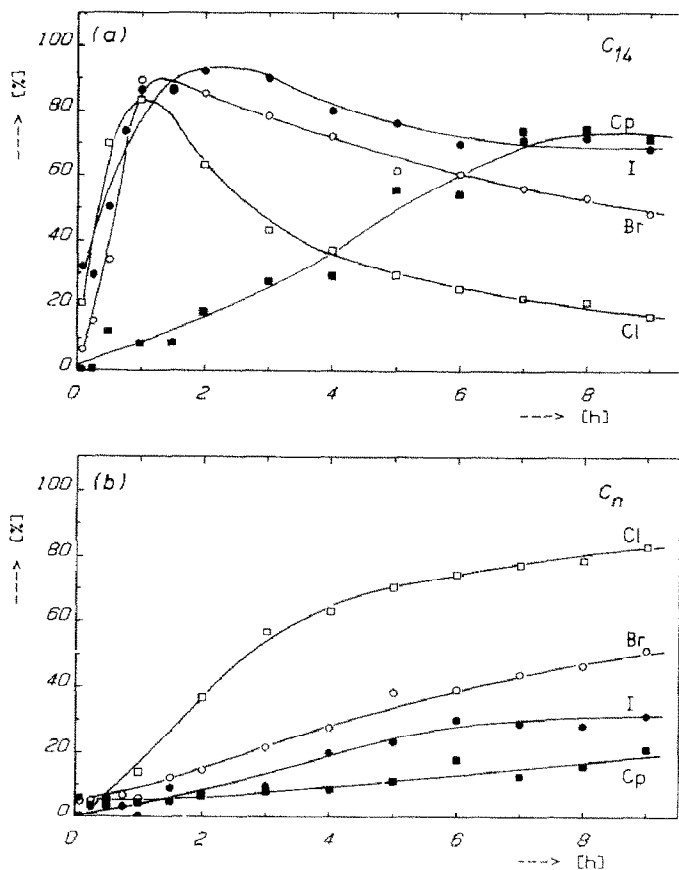 (a)
C14
100
80
60
40
20
0
---> [%]
Cp
I
Br
Cl
0 2 4 6 8
---> [h]
(b)
Cn
100
80
60
40
20
0
---> [%]
Cl
Br
I
Cp
0 2 4 6 8
---> [h]